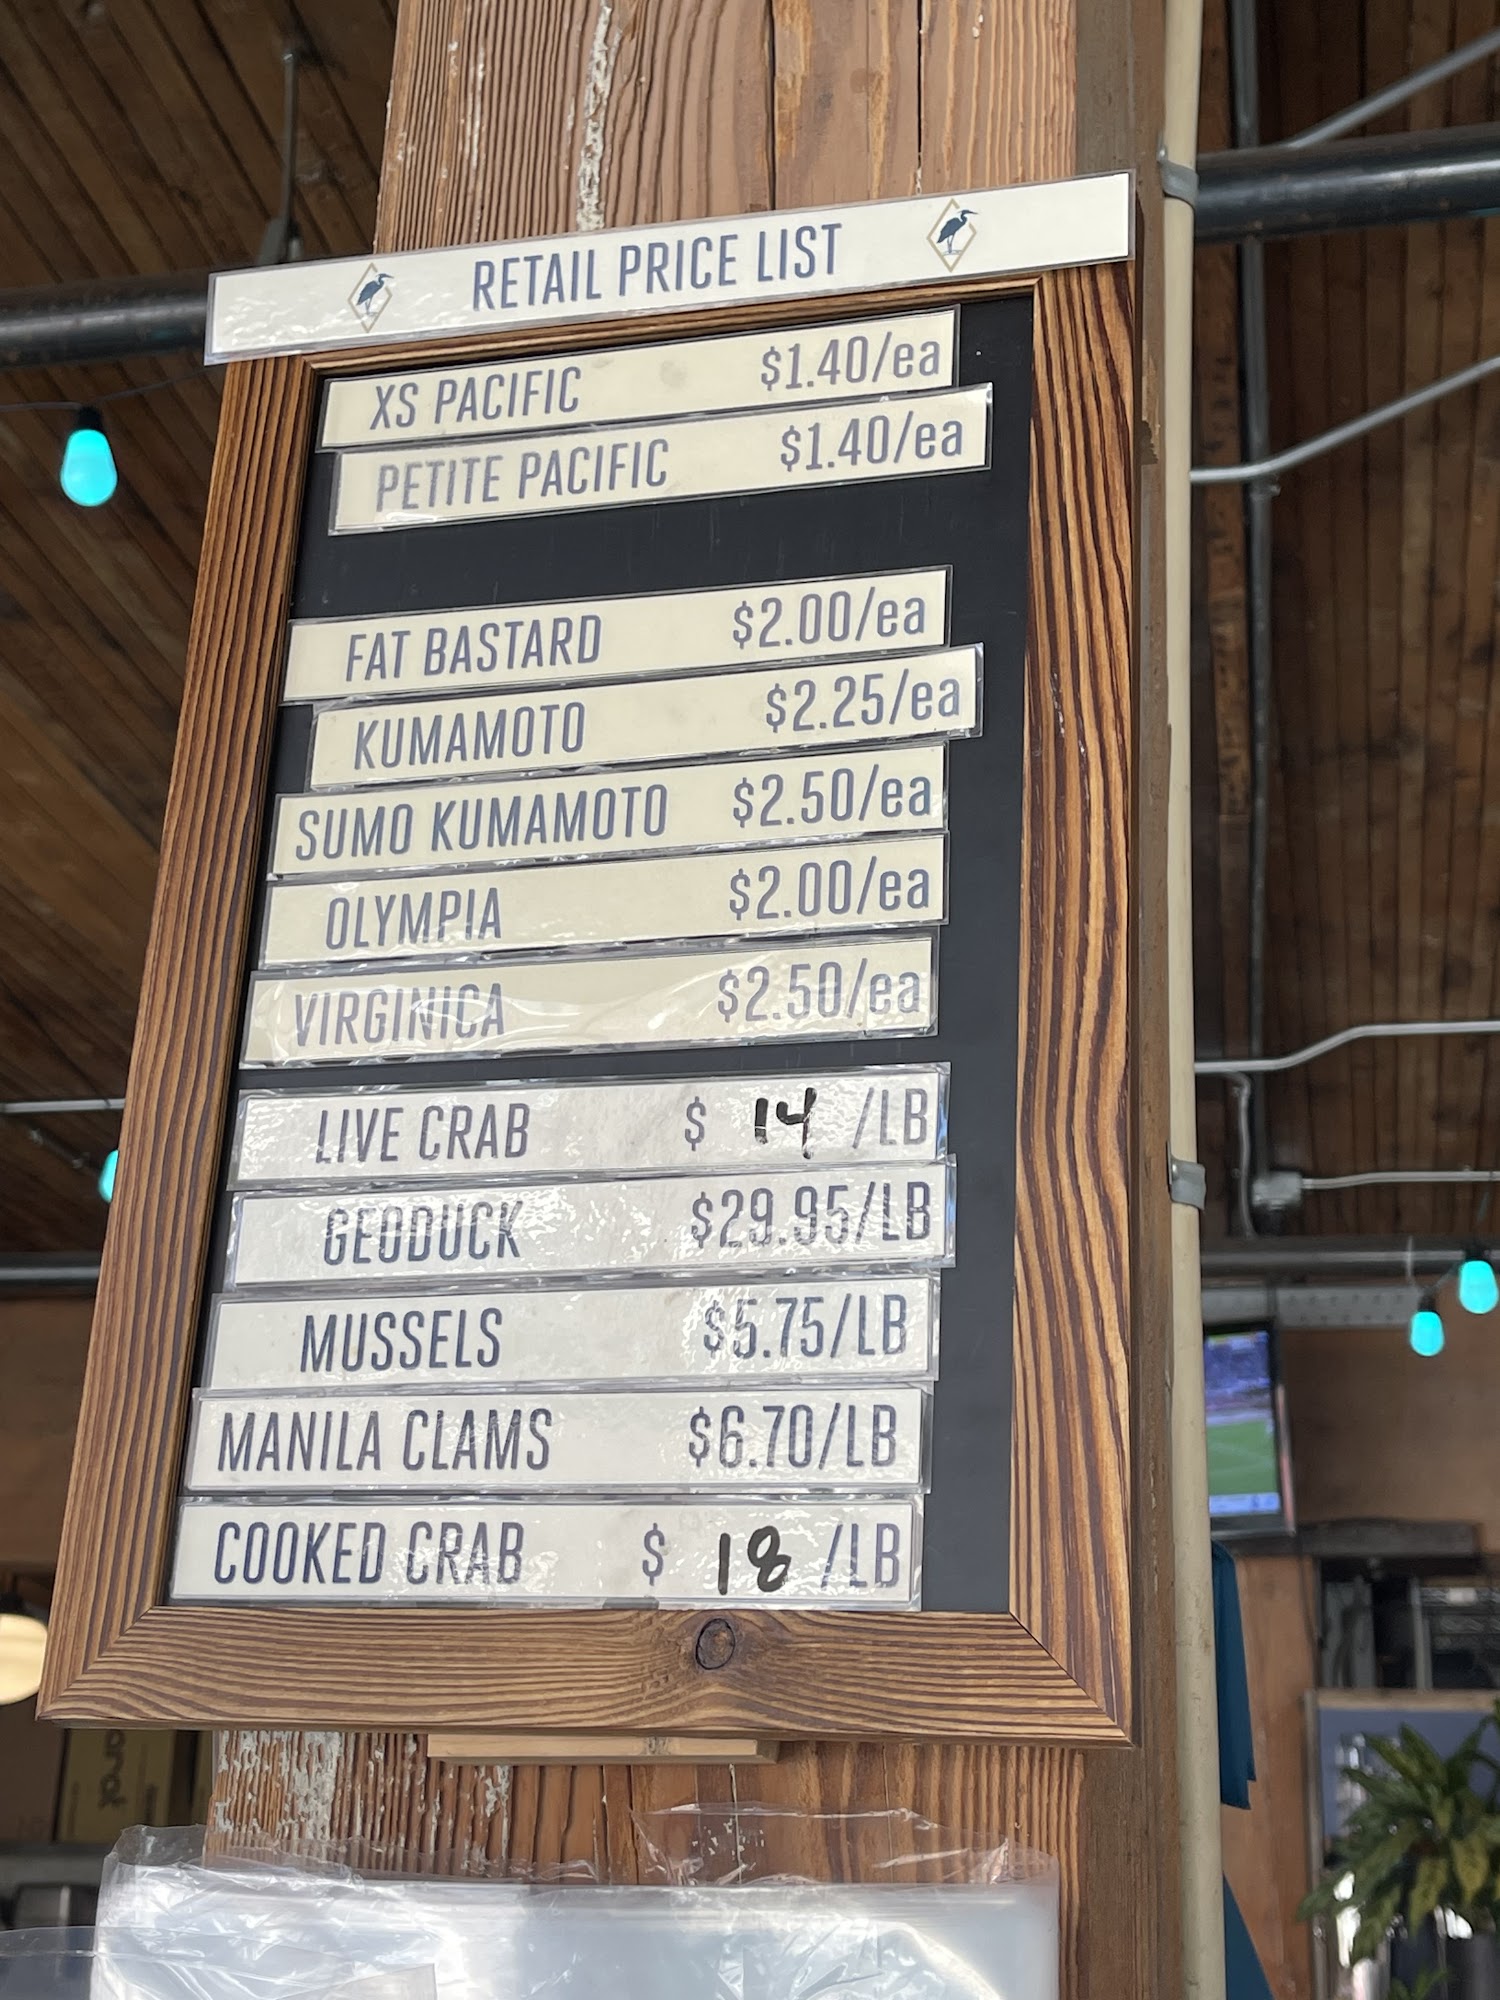 RETAIL PRICE LIST
XS PACIFIC $1.40/ea
PETITE PACIFIC $1.40/ea
FAT BASTARD $2.00/ea
KUMAMOTO $2.25/ea
SUMO KUMAMOTO $2.50/ea
OLYMPIA $2.00/ea
VIRGINICA $2.50/ea
LIVE CRAB $ 14 /LB
GEODUCK $29.95/LB
MUSSELS $5.75/LB
MANILA CLAMS $6.70/LB
COOKED CRAB $ 18 /LB